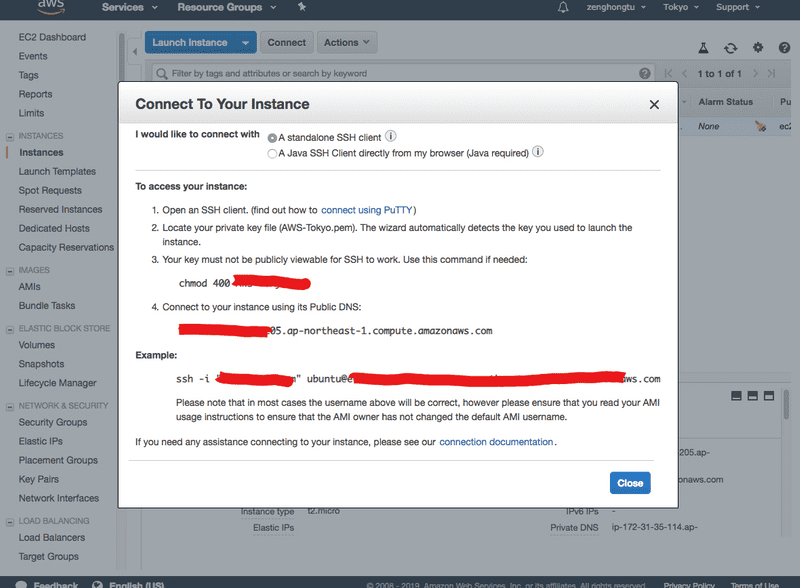 aws
Services
Resource Groups
zenghongtu
Tokyo
Support
EC2 Dashboard
Events
Tags
Reports
Limits
INSTANCES
Instances
Launch Templates
Spot Requests
Reserved Instances
Dedicated Hosts
Capacity Reservations
IMAGES
AMIs
Bundle Tasks
ELASTIC BLOCK STORE
Volumes
Snapshots
Lifecycle Manager
NETWORK & SECURITY
Security Groups
Elastic IPs
Placement Groups
Key Pairs
Network Interfaces
LOAD BALANCING
Load Balancers
Target Groups
Launch Instance
Connect
Actions
Filter by tags and attributes or search by keyword
1 to 1 of 1
Alarm Status
Pu
None
ec2
Connect To Your Instance
I would like to connect with
A standalone SSH client
A Java SSH Client directly from my browser (Java required)
To access your instance:
1. Open an SSH client. (find out how to connect using PuTTY)
2. Locate your private key file (AWS-Tokyo.pem). The wizard automatically detects the key you used to launch the
instance.
3. Your key must not be publicly viewable for SSH to work. Use this command if needed:
chmod 400
4. Connect to your instance using its Public DNS:
05.ap-northeast-1.compute.amazonaws.com
Example:
ssh -i " " ubuntu@e ws.com
Please note that in most cases the username above will be correct, however please ensure that you read your AMI
usage instructions to ensure that the AMI owner has not changed the default AMI username.
If you need any assistance connecting to your instance, please see our connection documentation.
Close
205.ap-
onaws.com
Instance type t2.micro
IPv6 IPs -
Elastic IPs
Private DNS ip-172-31-35-114.ap-
Feedback
English (US)
© 2008 - 2019, Amazon Web Services, Inc. or its affiliates. All rights reserved.
Privacy Policy
Terms of Use